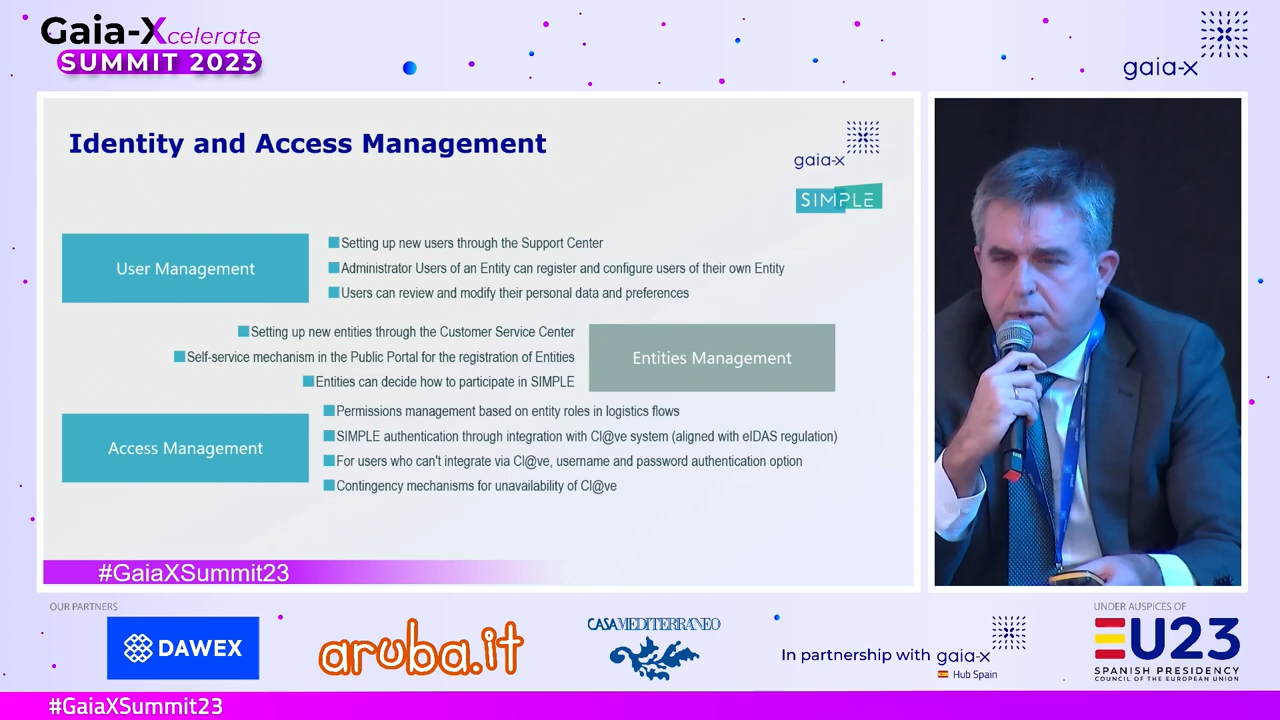 Gaia-Xcelerate
SUMMIT 2023
gaia-x
Identity and Access Management
gaia-x
SIMPLE
User Management
Setting up new users through the Support Center
Administrator Users of an Entity can register and configure users of their own Entity
Users can review and modify their personal data and preferences
Setting up new entities through the Customer Service Center
Self-service mechanism in the Public Portal for the registration of Entities
Entities can decide how to participate in SIMPLE
Entities Management
Access Management
Permissions management based on entity roles in logistics flows
SIMPLE authentication through integration with Cl@ve system (aligned with eIDAS regulation)
For users who can't integrate via Cl@ve, username and password authentication option
Contingency mechanisms for unavailability of Cl@ve
#GaiaXSummit23
OUR PARTNERS
DAWEX
aruba.it
CASAMEDITERRANEO
In partnership with gaia-x
Hub Spain
UNDER AUSPICES OF
EU23
SPANISH PRESIDENCY
COUNCIL OF THE EUROPEAN UNION
#GaiaXSummit23